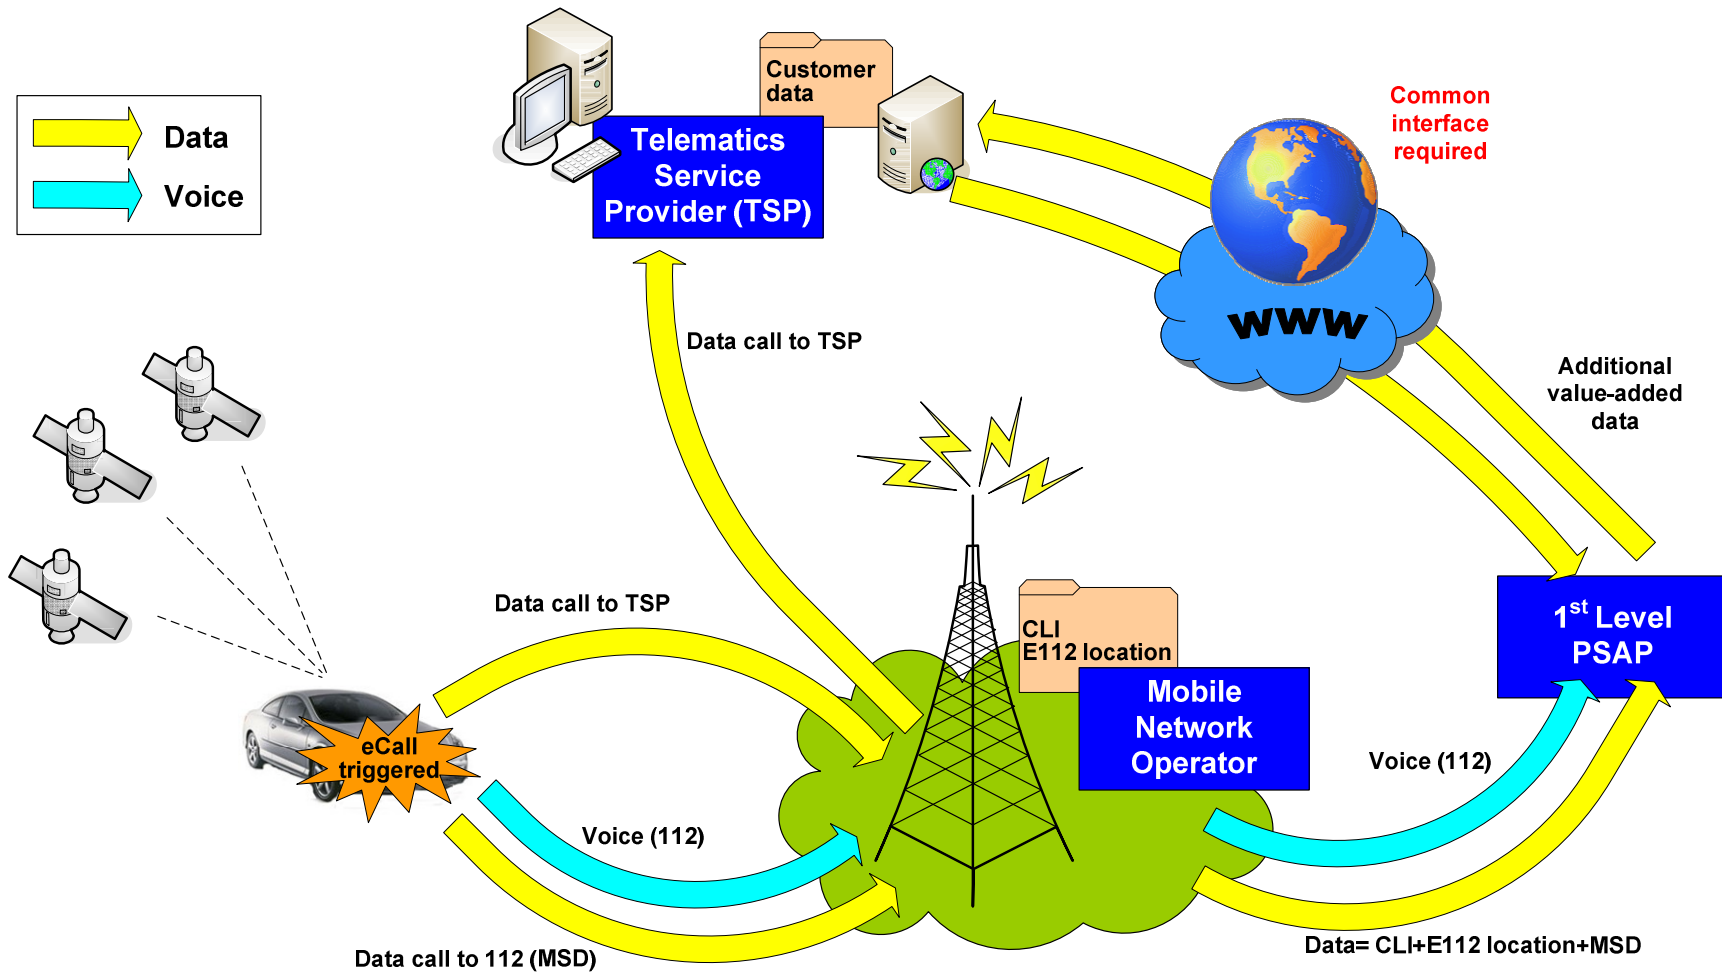 Customer
data
Telematics
Service
Provider (TSP)
Common
interface
required
Data
Voice
www
Data call to TSP
Additional
value-added
data
Data call to TSP
CLI
E112 location
1st Level
PSAP
Mobile
Network
Operator
eCall
triggered
Voice (112)
Voice (112)
Data call to 112 (MSD)
Data= CLI+E112 location+MSD